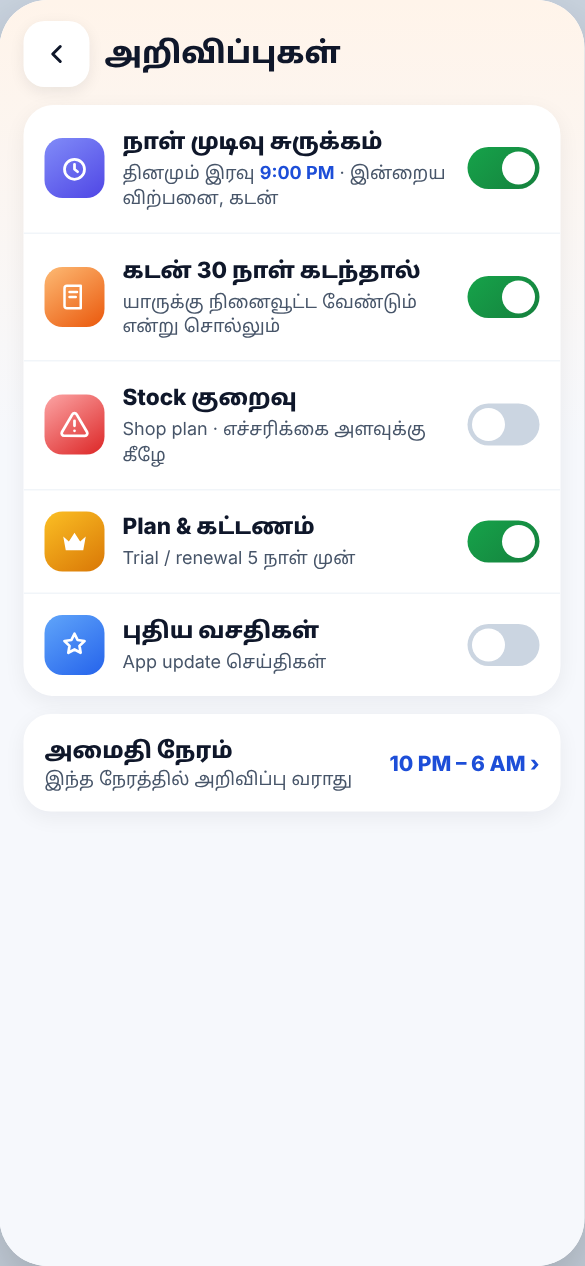 அறிவிப்புகள்
நாள் முடிவு சுருக்கம்
தினமும் இரவு 9:00 PM · இன்றைய
விற்பனை, கடன்
கடன் 30 நாள் கடந்தால்
யாருக்கு நினைவூட்ட வேண்டும்
என்று சொல்லும்
Stock குறைவு
Shop plan · எச்சரிக்கை அளவுக்கு
கீழே
Plan & கட்டணம்
Trial / renewal 5 நாள் முன்
புதிய வசதிகள்
App update செய்திகள்
அமைதி நேரம்
இந்த நேரத்தில் அறிவிப்பு வராது
10 PM – 6 AM ›